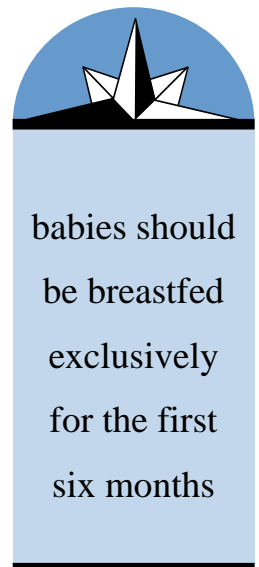 babies should
be breastfed
exclusively
for the first
six months